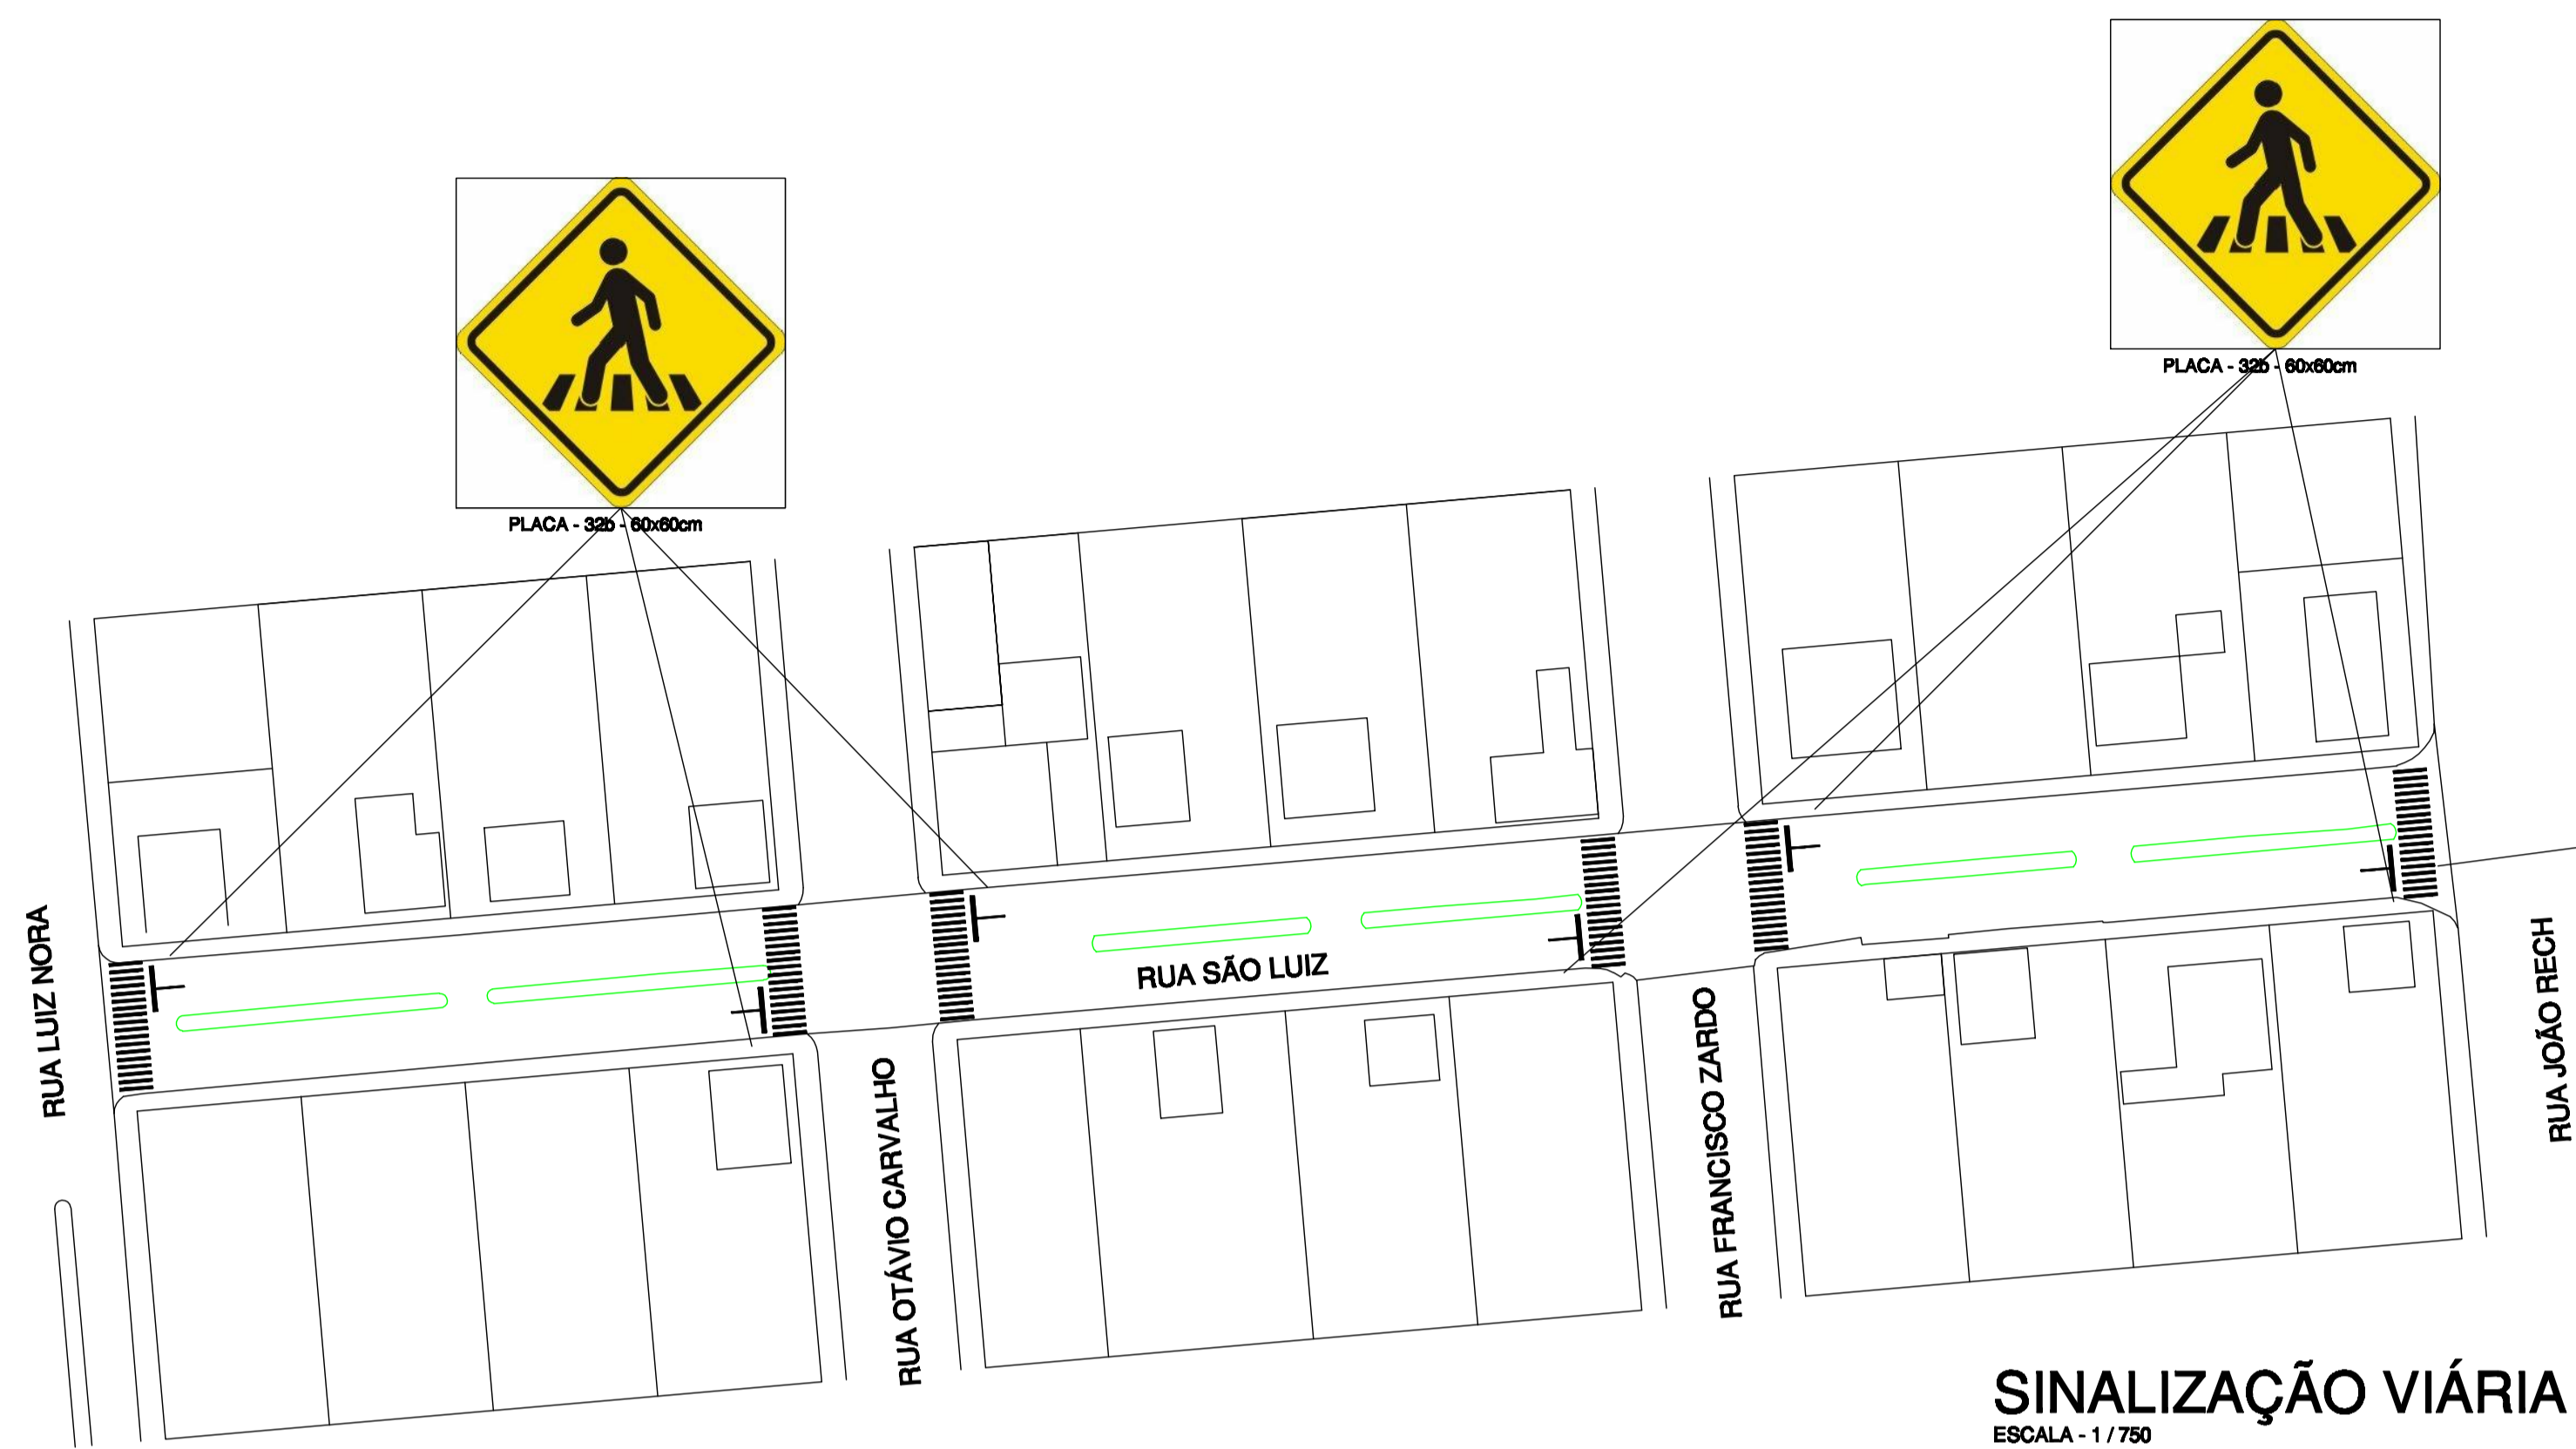 PLACA - 32b - 60x60cm
PLACA - 32b - 60x60cm
RUA LUIZ NORA
RUA SÃO LUIZ
RUA OTÁVIO CARVALHO
RUA FRANCISCO ZARDO
RUA JOÃO RECH
SINALIZAÇÃO VIÁRIA
ESCALA - 1 / 750